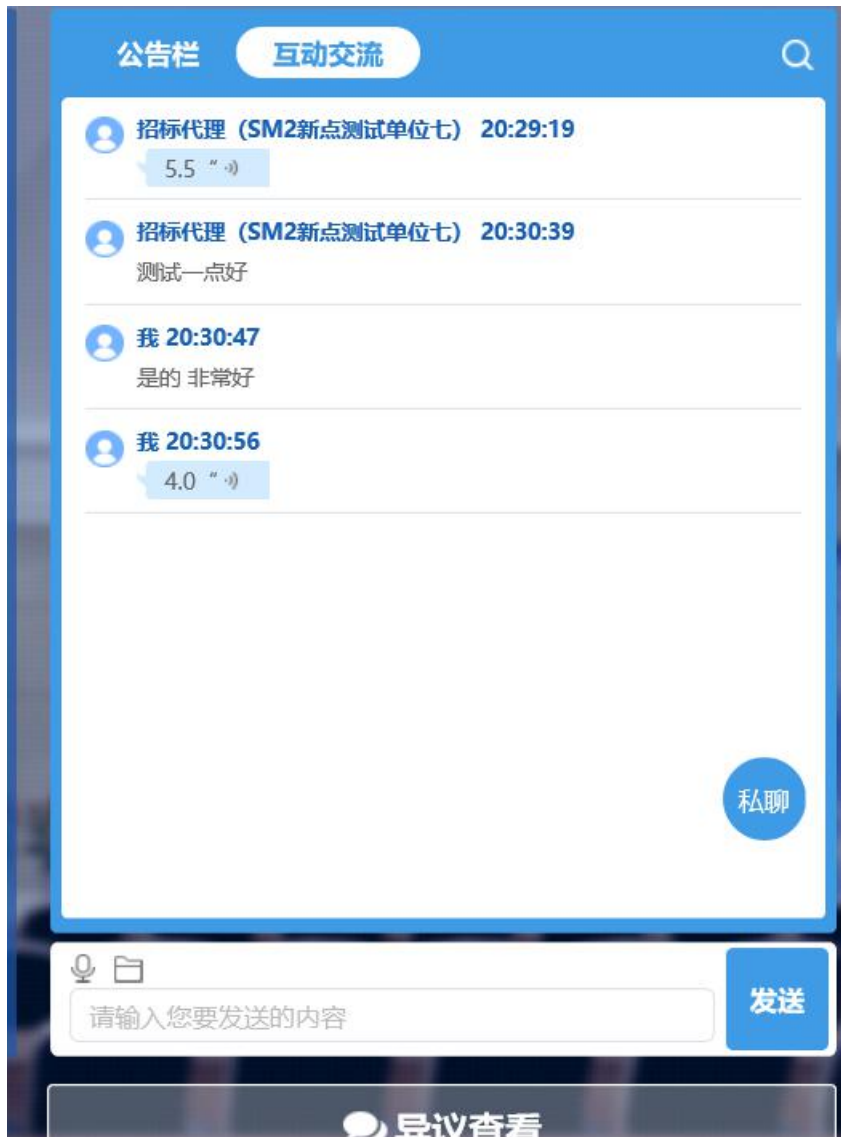 公告栏 互动交流
招标代理（SM2新点测试单位七） 20:29:19
5.5 "
招标代理（SM2新点测试单位七） 20:30:39
测试一点好
我 20:30:47
是的 非常好
我 20:30:56
4.0 "
私聊
请输入您要发送的内容
发送
异议查看